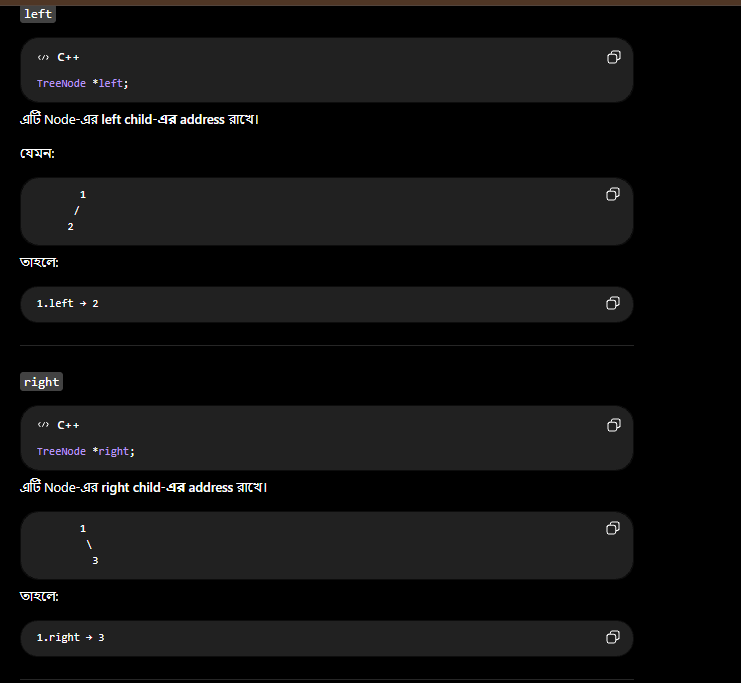 left
C++
TreeNode *left;
এটি Node-এর left child-এর address রাখে।
যেমন:
1
/
2
তাহলে:
1.left → 2
right
C++
TreeNode *right;
এটি Node-এর right child-এর address রাখে।
1
\
3
তাহলে:
1.right → 3